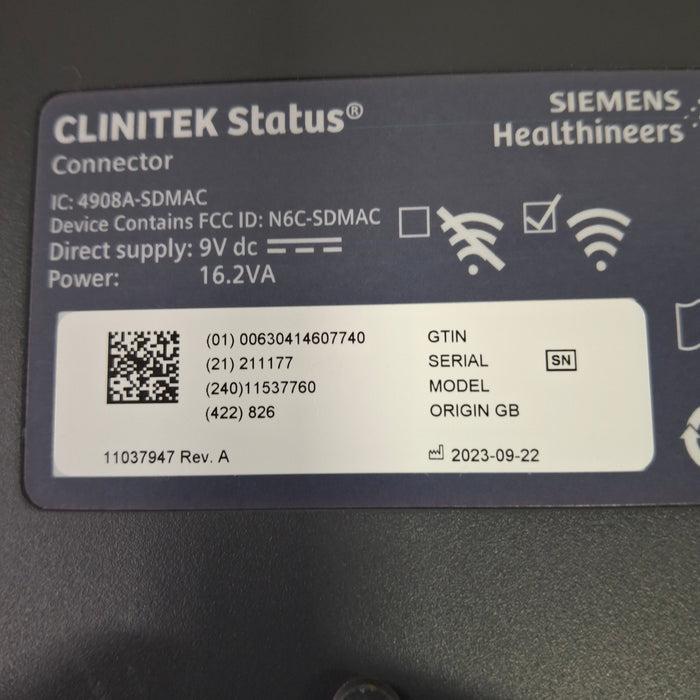 CLINITEK Status®
SIEMENS
Healthineers
Connector
IC: 4908A-SDMAC
Device Contains FCC ID: N6C-SDMAC
Direct supply: 9V dc
Power: 16.2VA
(01) 00630414607740 GTIN
(21) 211177 SERIAL SN
(240)11537760 MODEL
(422) 826 ORIGIN GB
11037947 Rev. A 2023-09-22